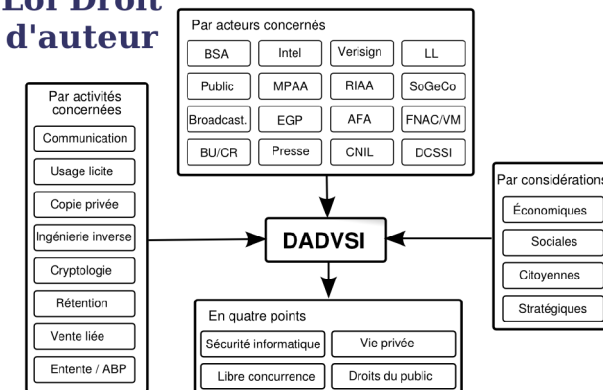 Loi Droit
d'auteur
Par acteurs concernés
BSA Intel Verisign LL
Public MPAA RIAA SoGeCo
Broadcast. EGP AFA FNAC/VM
BU/CR Presse CNIL DCSSI
Par activités
concernées
Communication
Usage licite
Copie privée
Ingénierie inverse
Cryptologie
Rétention
Vente liée
Entente / ABP
DADVSI
Par considérations
Économiques
Sociales
Citoyennes
Stratégiques
En quatre points
Sécurité informatique Vie privée
Libre concurrence Droits du public